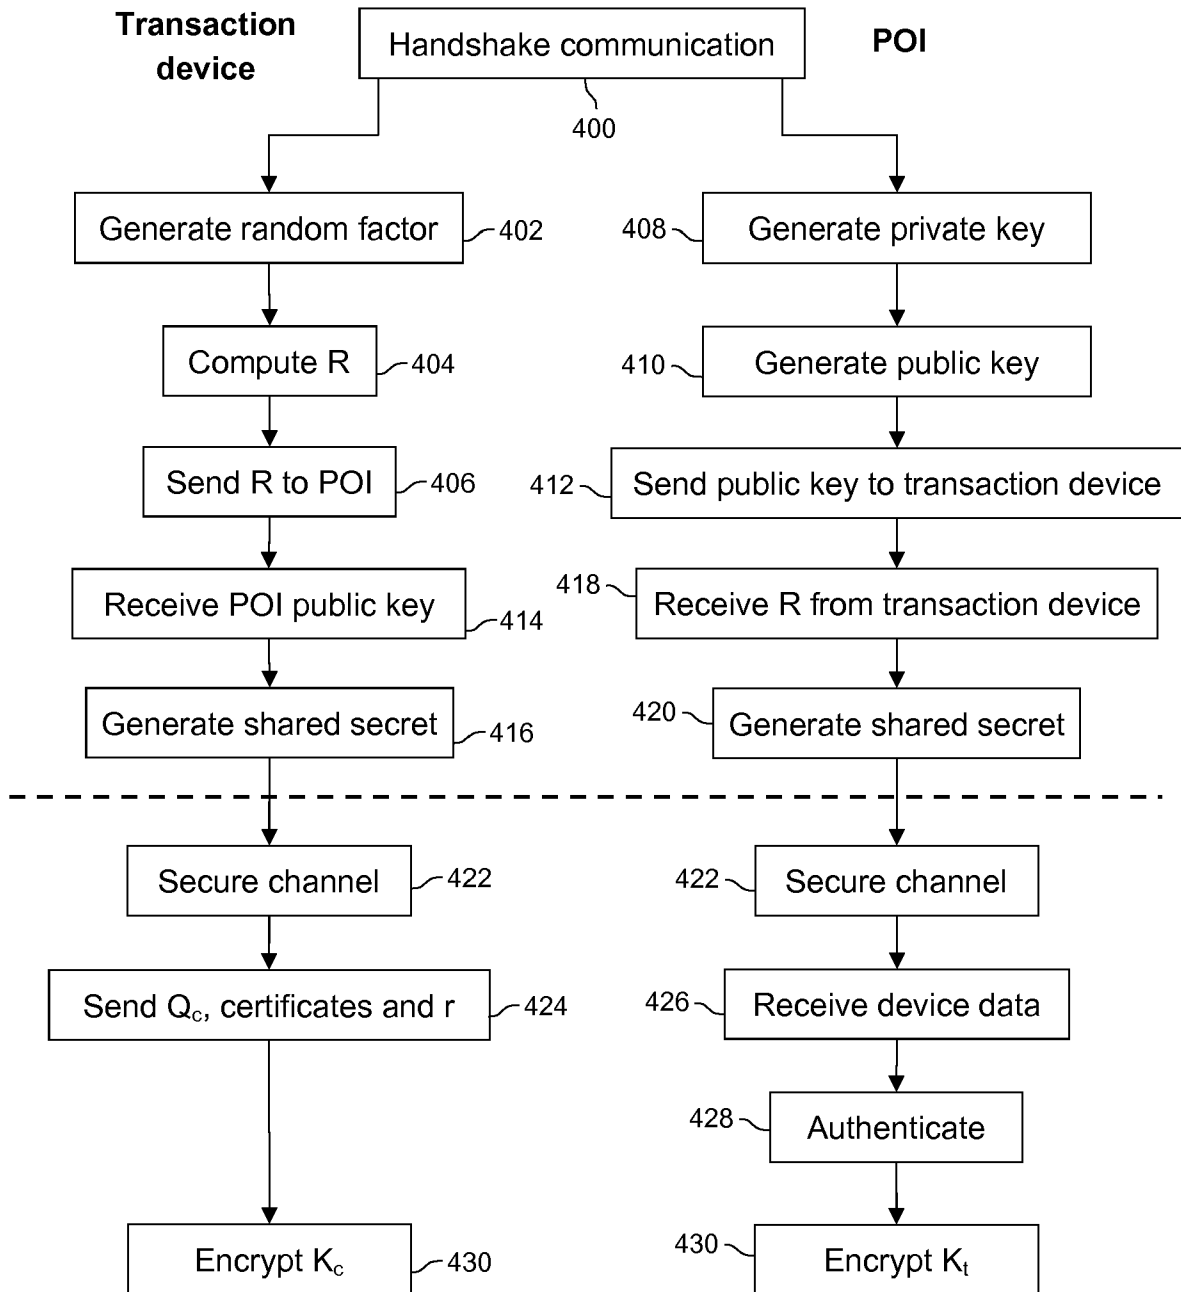 Transaction
device
Handshake communication
POI
400
Generate random factor
402
408
Generate private key
Compute R
404
410
Generate public key
Send R to POI
406
412
Send public key to transaction device
Receive POI public key
414
418
Receive R from transaction device
Generate shared secret
416
420
Generate shared secret
Secure channel
422
422
Secure channel
Send Qc, certificates and r
424
426
Receive device data
428
Authenticate
Encrypt Kc
430
430
Encrypt Kt